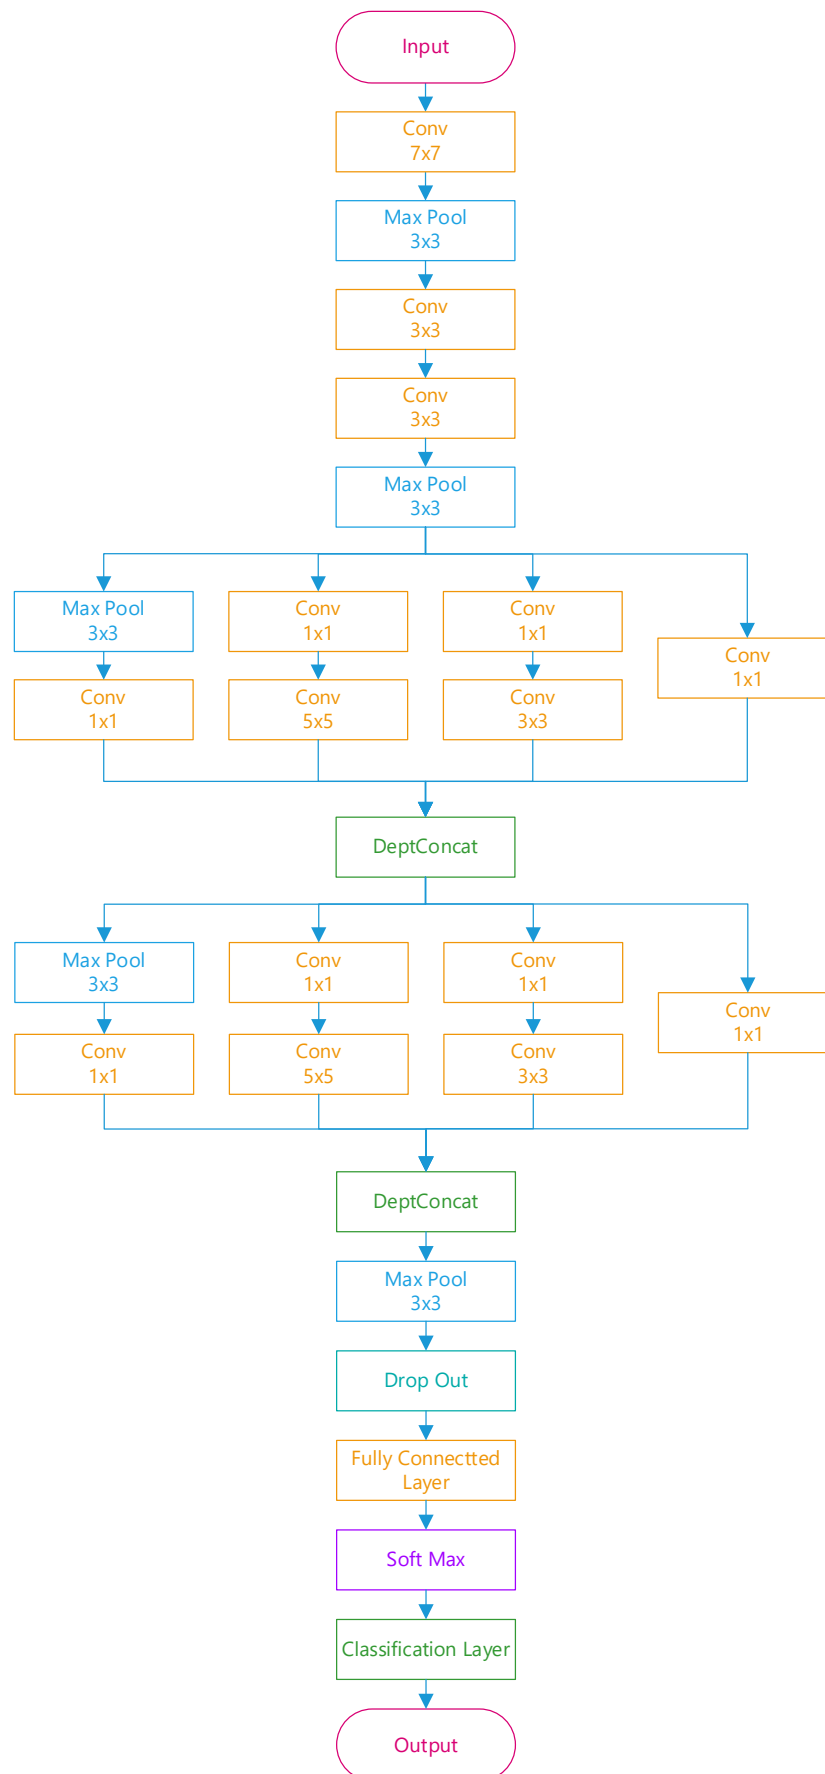 Input
Conv
7x7
Max Pool
3x3
Conv
3x3
Conv
3x3
Max Pool
3x3
Max Pool
3x3
Conv
1x1
Conv
1x1
Conv
1x1
Conv
1x1
Conv
5x5
Conv
3x3
DeptConcat
Max Pool
3x3
Conv
1x1
Conv
1x1
Conv
1x1
Conv
1x1
Conv
5x5
Conv
3x3
DeptConcat
Max Pool
3x3
Drop Out
Fully Connectted
Layer
Soft Max
Classification Layer
Output